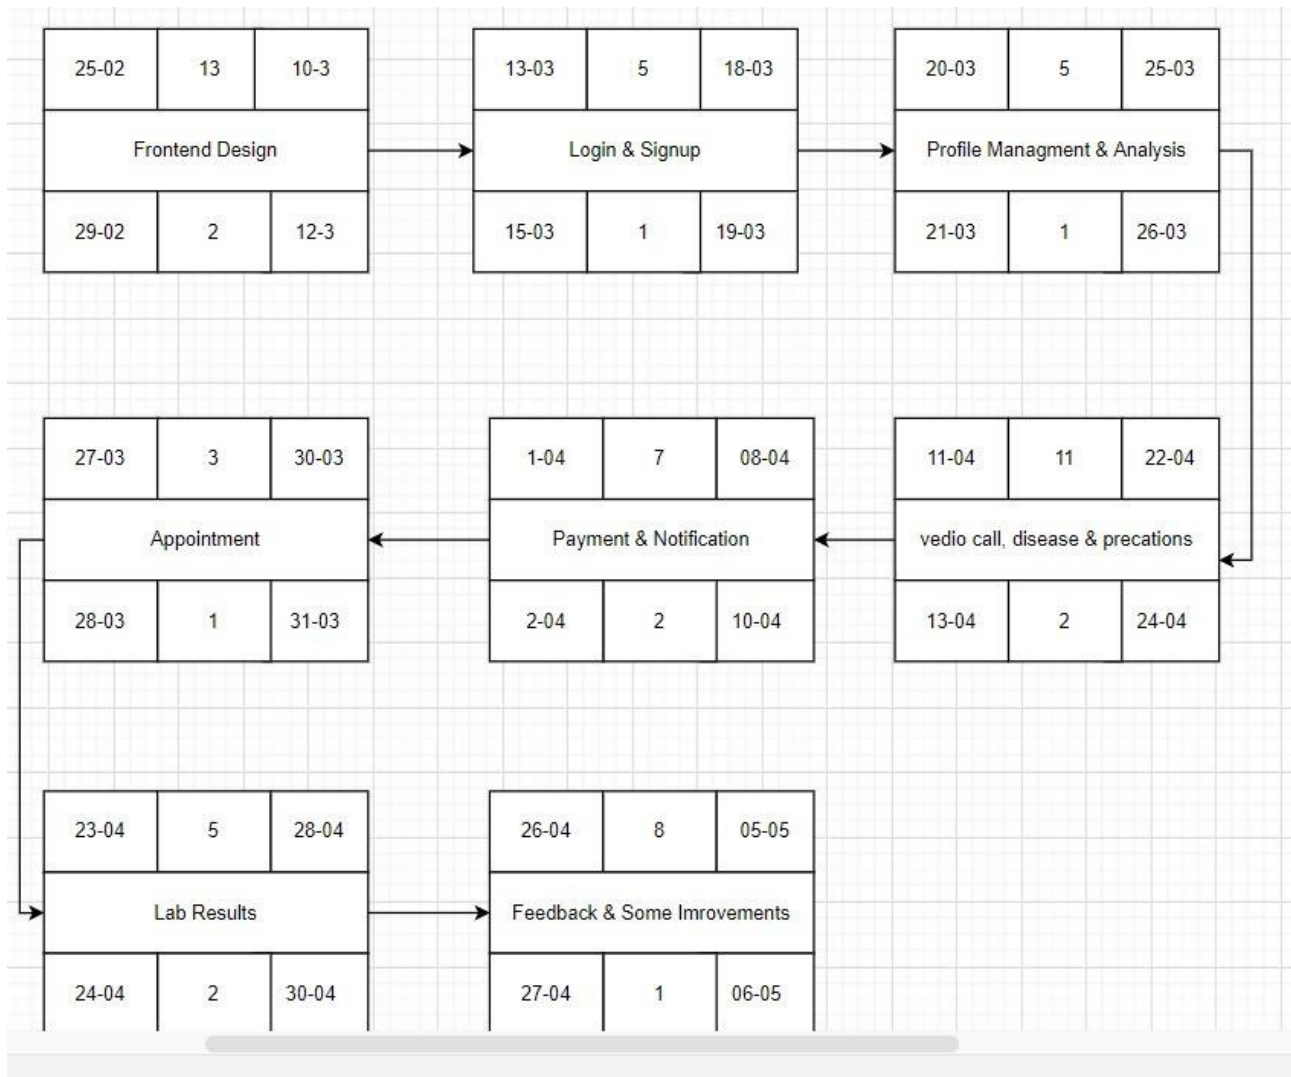 25-02 13 10-3
Frontend Design
29-02 2 12-3
13-03 5 18-03
Login & Signup
15-03 1 19-03
20-03 5 25-03
Profile Managment & Analysis
21-03 1 26-03
27-03 3 30-03
Appointment
28-03 1 31-03
1-04 7 08-04
Payment & Notification
2-04 2 10-04
11-04 11 22-04
vedio call, disease & precations
13-04 2 24-04
23-04 5 28-04
Lab Results
24-04 2 30-04
26-04 8 05-05
Feedback & Some Imrovements
27-04 1 06-05